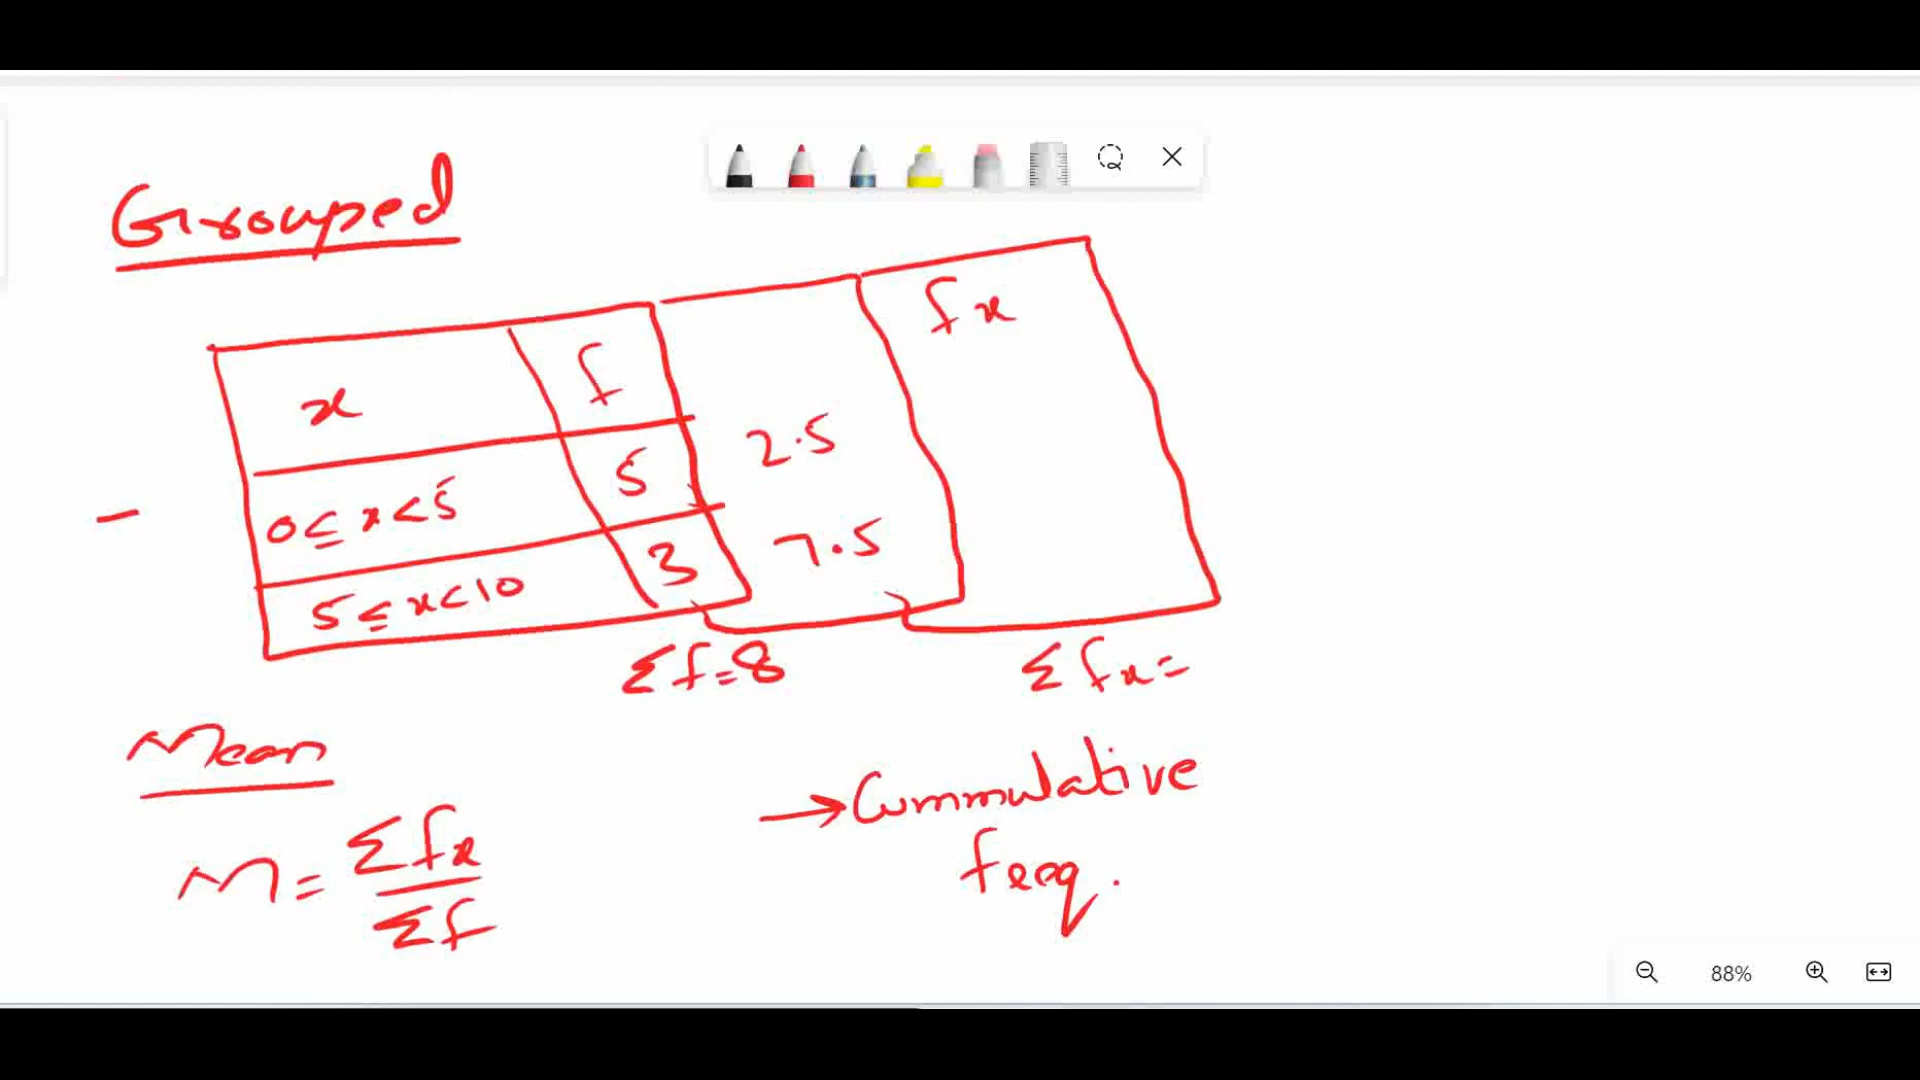 Grouped
x f fx
0≤x<5 5 2.5
5≤x<10 3 7.5
Σf=8 Σfx=
Mean
M=Σfx/Σf
→Cummulative
freq.
88%